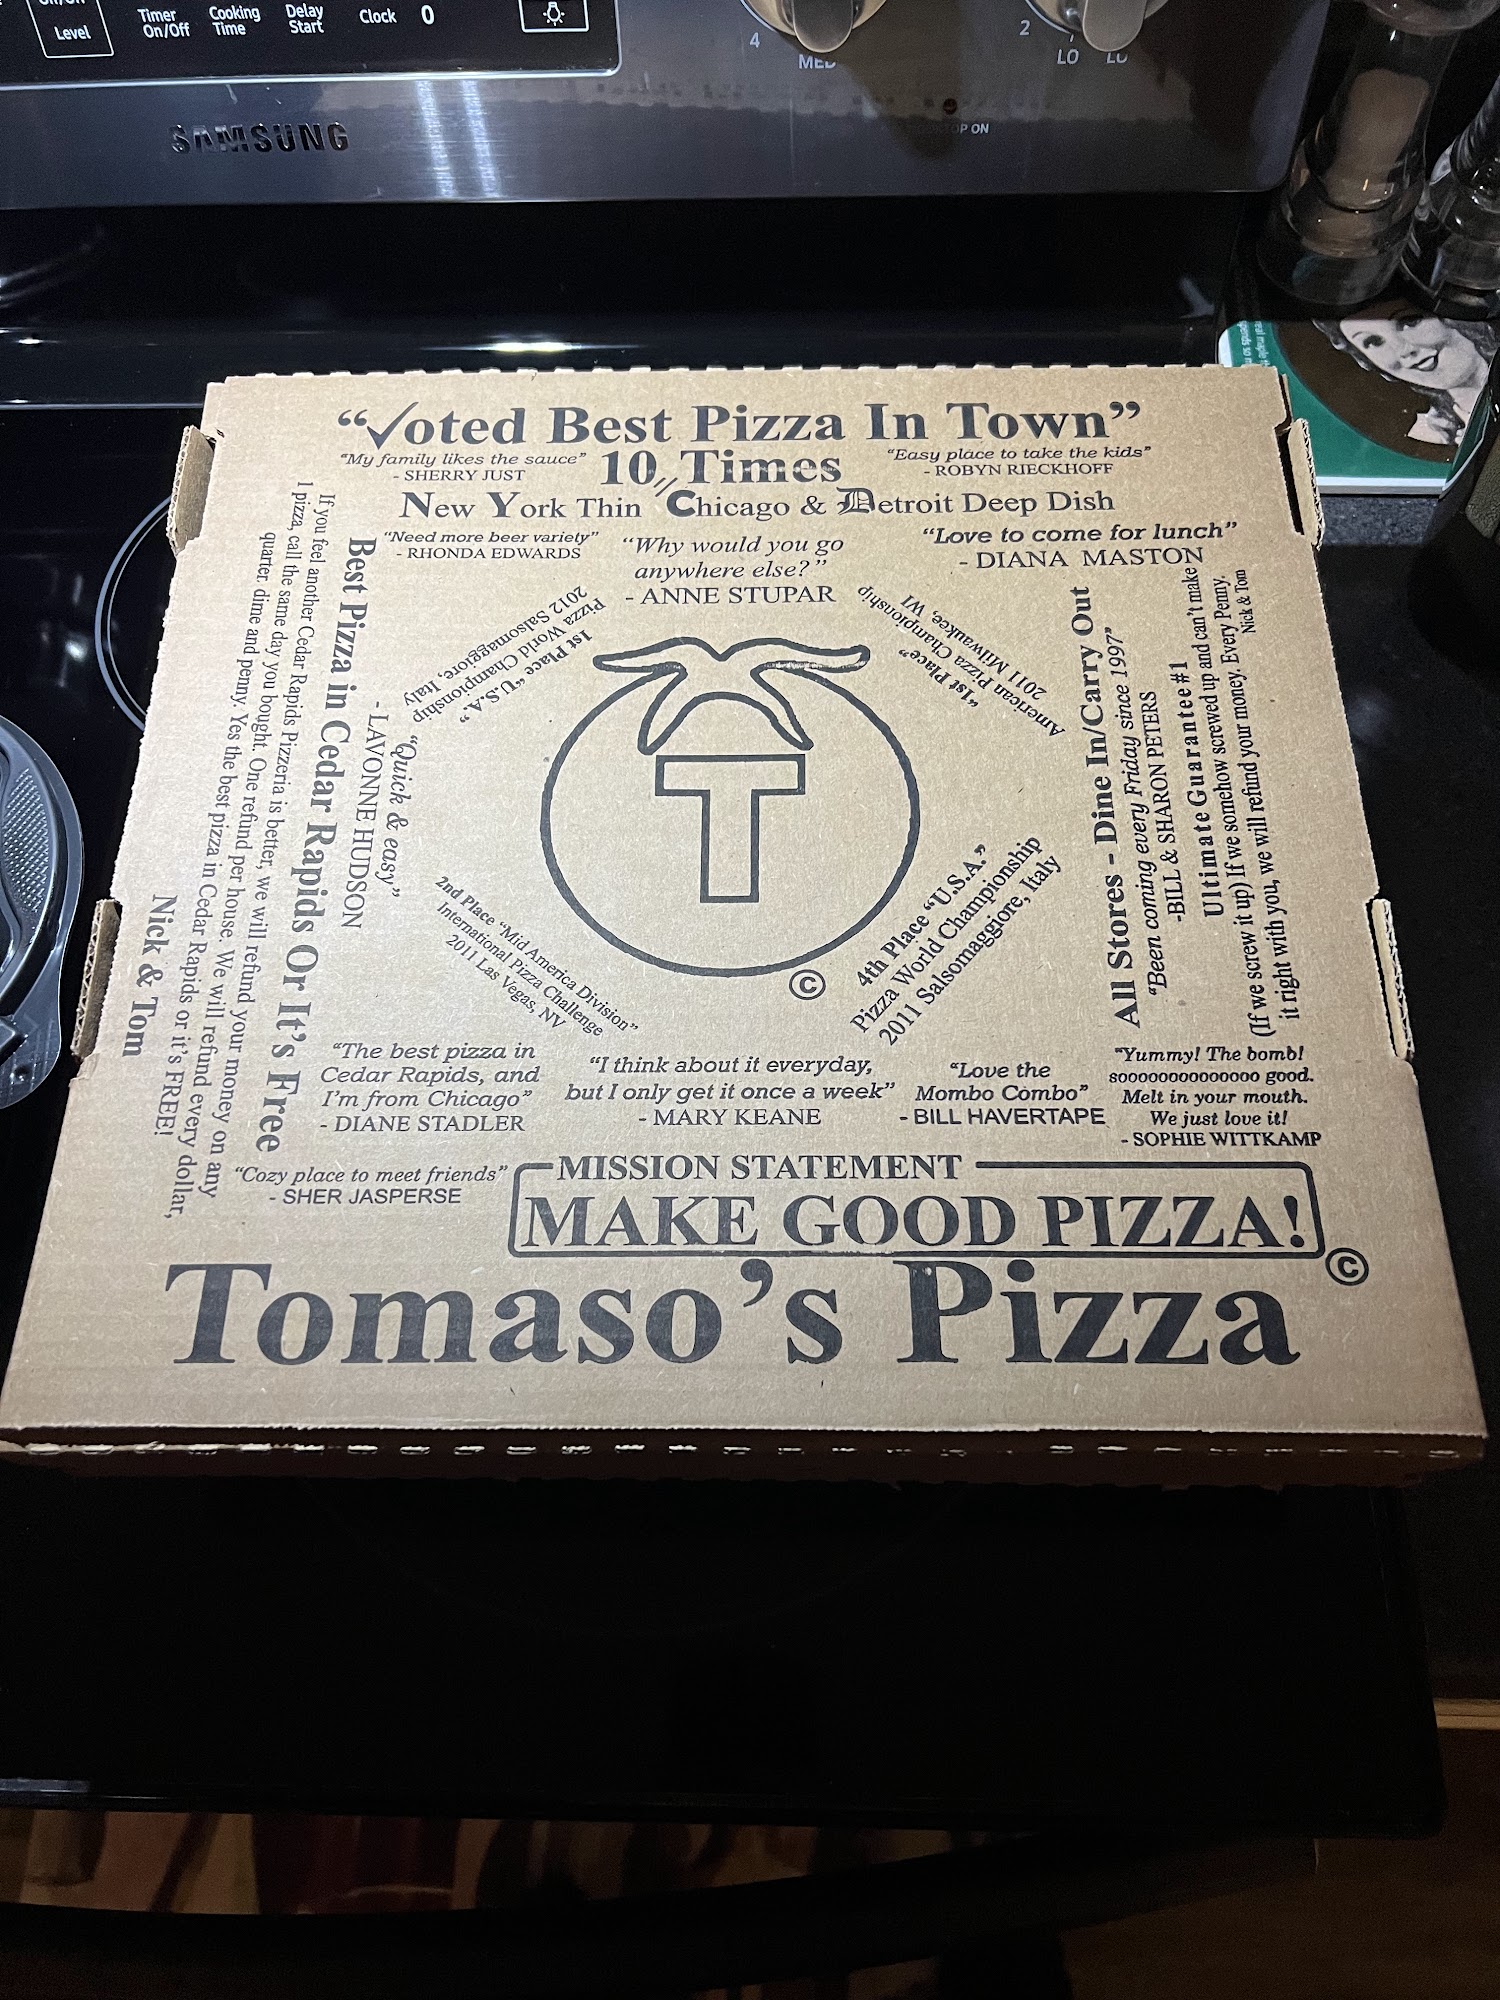 Level
Timer
On/Off
Cooking
Time
Delay
Start
Clock
0
4
MED
2
LO
LO
SAMSUNG
TOP ON
“Voted Best Pizza In Town”
“My family likes the sauce”
- SHERRY JUST
10 Times
“Easy place to take the kids”
- ROBYN RIECKHOFF
New York Thin Chicago & Detroit Deep Dish
“Need more beer variety”
- RHONDA EDWARDS
“Why would you go
anywhere else?”
- ANNE STUPAR
“Love to come for lunch”
- DIANA MASTON
1st Place “U.S.A.”
Pizza World Championship
2012 Salsomaggiore, Italy
“1st Place”
American Pizza Championship
2011 Milwaukee, WI
“Quick & easy”
- LAVONNE HUDSON
Best Pizza in Cedar Rapids Or It’s Free
If you feel another Cedar Rapids Pizzeria is better, we will refund your money on any
1 pizza, call the same day you bought. One refund per house. We will refund every dollar,
quarter, dime and penny. Yes the best pizza in Cedar Rapids or it’s FREE!
Nick & Tom
T
©
2nd Place “Mid America Division”
International Pizza Challenge
2011 Las Vegas, NV
4th Place “U.S.A.”
Pizza World Championship
2011 Salsomaggiore, Italy
All Stores - Dine In/Carry Out
“Been coming every Friday since 1997”
-BILL & SHARON PETERS
Ultimate Guarantee #1
(If we screw it up) If we somehow screwed up and can’t make
it right with you, we will refund your money. Every Penny.
Nick & Tom
“The best pizza in
Cedar Rapids, and
I’m from Chicago”
- DIANE STADLER
“I think about it everyday,
but I only get it once a week”
- MARY KEANE
“Love the
Mombo Combo”
- BILL HAVERTAPE
“Yummy! The bomb!
soooooooooooooo good.
Melt in your mouth.
We just love it!
- SOPHIE WITTKAMP
“Cozy place to meet friends”
- SHER JASPERSE
MISSION STATEMENT
MAKE GOOD PIZZA!
©
Tomaso’s Pizza